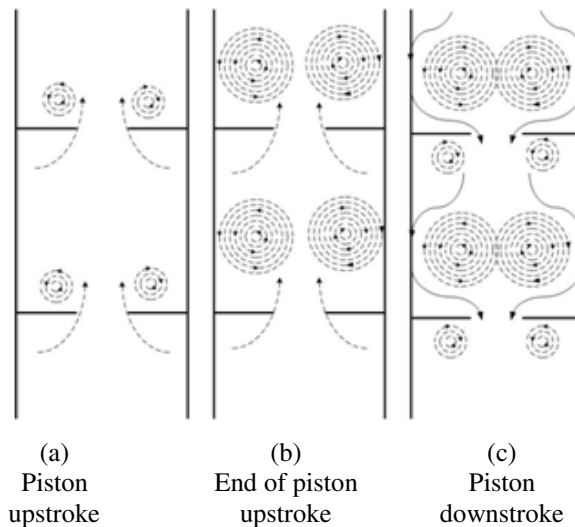 (a)
Piston
upstroke
(b)
End of piston
upstroke
(c)
Piston
downstroke